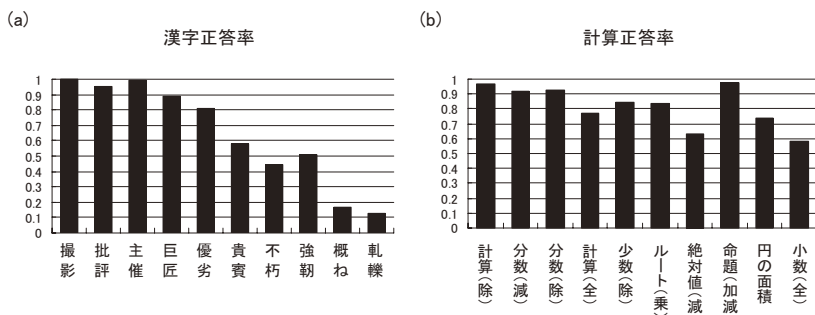 (a)
漢字正答率
1
0.9
0.8
0.7
0.6
0.5
0.4
0.3
0.2
0.1
0
撮影
批評
主催
巨匠
優劣
貴賓
不朽
強靭
概ね
軋轢
(b)
計算正答率
1
0.9
0.8
0.7
0.6
0.5
0.4
0.3
0.2
0.1
0
計算(除)
分数(減)
分数(除)
計算(全)
少数(除)
ルート(乗)
絶対値(減
命題(加減
円の面積
小数(全)